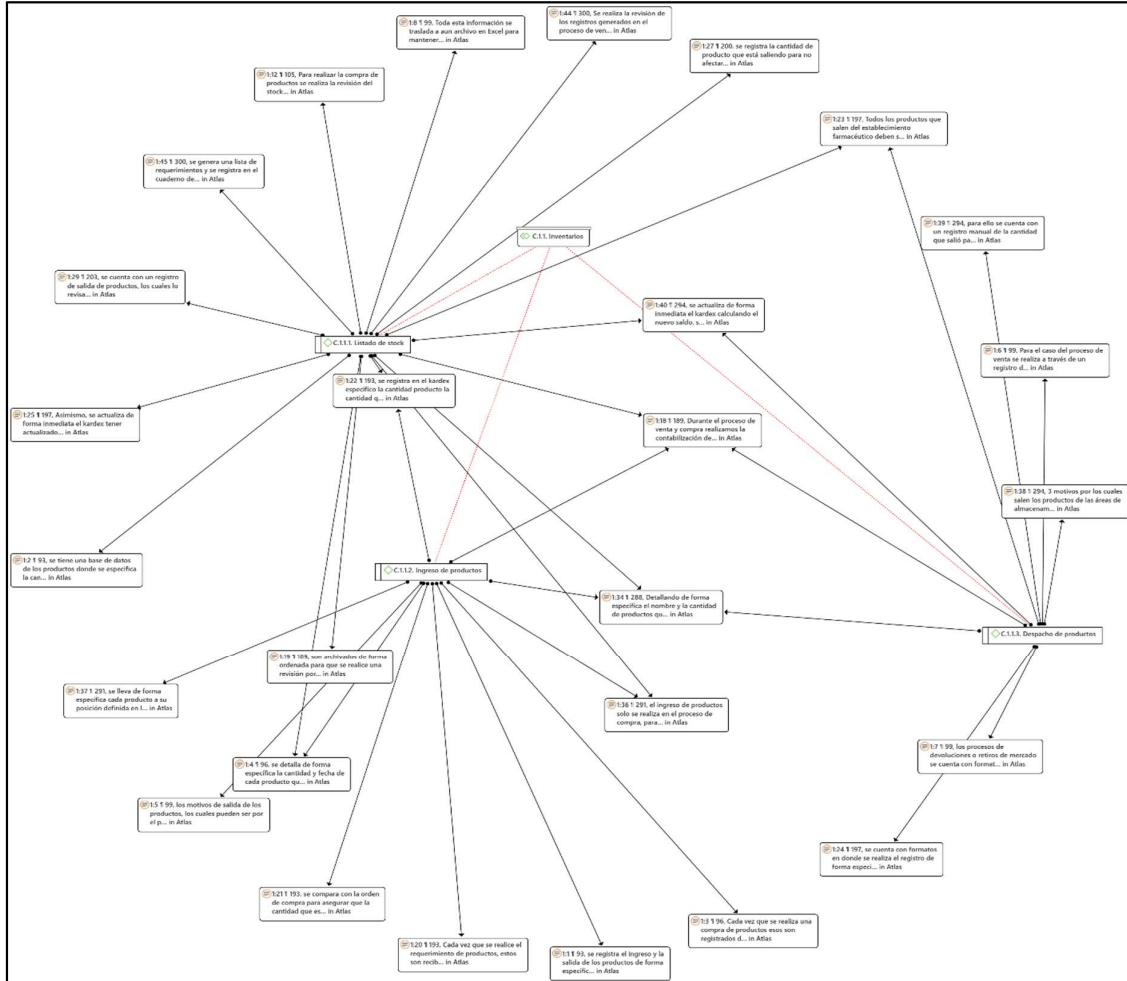 1:8 ¶ 99. Toda esta información se
traslada a aun archivo en Excel para
mantener... in Atlas
1:44 ¶ 300, Se realiza la revisión de
los registros generados en el
proceso de ven... in Atlas
1:27 ¶ 200. se registra la cantidad de
producto que está saliendo para no
afectar... in Atlas
1:12 ¶ 105, Para realizar la compra de
productos se realiza la revisión del
stock... in Atlas
1:23 ¶ 197, Todos los productos que
salen del establecimiento
farmacéutico deben s... in Atlas
1:45 ¶ 300, se genera una lista de
requerimientos y se registra en el
cuaderno de... in Atlas
1:39 ¶ 294, para ello se cuenta con
un registro manual de la cantidad
que salió pa... in Atlas
C.1.1. Inventarios
1:29 ¶ 203, se cuenta con un registro
de salida de productos, los cuales lo
revisa... in Atlas
1:40 ¶ 294, se actualiza de forma
inmediata el kardex calculando el
nuevo saldo, s... in Atlas
C.1.1.1. Listado de stock
1:6 ¶ 99, Para el caso del proceso de
venta se realiza a través de un
registro d... in Atlas
1:22 ¶ 193, se registra en el kardex
especifico la cantidad producto la
cantidad q... in Atlas
1:25 ¶ 197, Asimismo, se actualiza de
forma inmediata el kardex tener
actualizado... in Atlas
1:18 ¶ 189, Durante el proceso de
venta y compra realizamos la
contabilización de... in Atlas
1:38 ¶ 294, 3 motivos por los cuales
salen los productos de las áreas de
almacenam... in Atlas
1:2 ¶ 93, se tiene una base de datos
de los productos donde se especifica
la can... in Atlas
C.1.1.2. Ingreso de productos
1:34 ¶ 288, Detallando de forma
especifica el nombre y la cantidad
de productos qu... in Atlas
C.1.1.3. Despacho de productos
1:19 ¶ 189, son archivados de forma
ordenada para que se realice una
revisión por... in Atlas
1:37 ¶ 291, se lleva de forma
especifica cada producto a su
posición definida en l... in Atlas
1:36 ¶ 291, el ingreso de productos
solo se realiza en el proceso de
compra, para... in Atlas
1:7 ¶ 99, los procesos de
devoluciones o retiros de mercado
se cuenta con format... in Atlas
1:4 ¶ 96, se detalla de forma
especifica la cantidad y fecha de
cada producto qu... in Atlas
1:5 ¶ 99, los motivos de salida de los
productos, los cuales pueden ser por
el p... in Atlas
1:24 ¶ 197, se cuenta con formatos
en donde se realiza el registro de
forma especi... in Atlas
1:21 ¶ 193, se compara con la orden
de compra para asegurar que la
cantidad que es... in Atlas
1:3 ¶ 96, Cada vez que se realiza una
compra de productos esos son
registrados d... in Atlas
1:20 ¶ 193, Cada vez que se realice el
requerimiento de productos, estos
son recib... in Atlas
1:1 ¶ 93, se registra el ingreso y la
salida de los productos de forma
especific... in Atlas